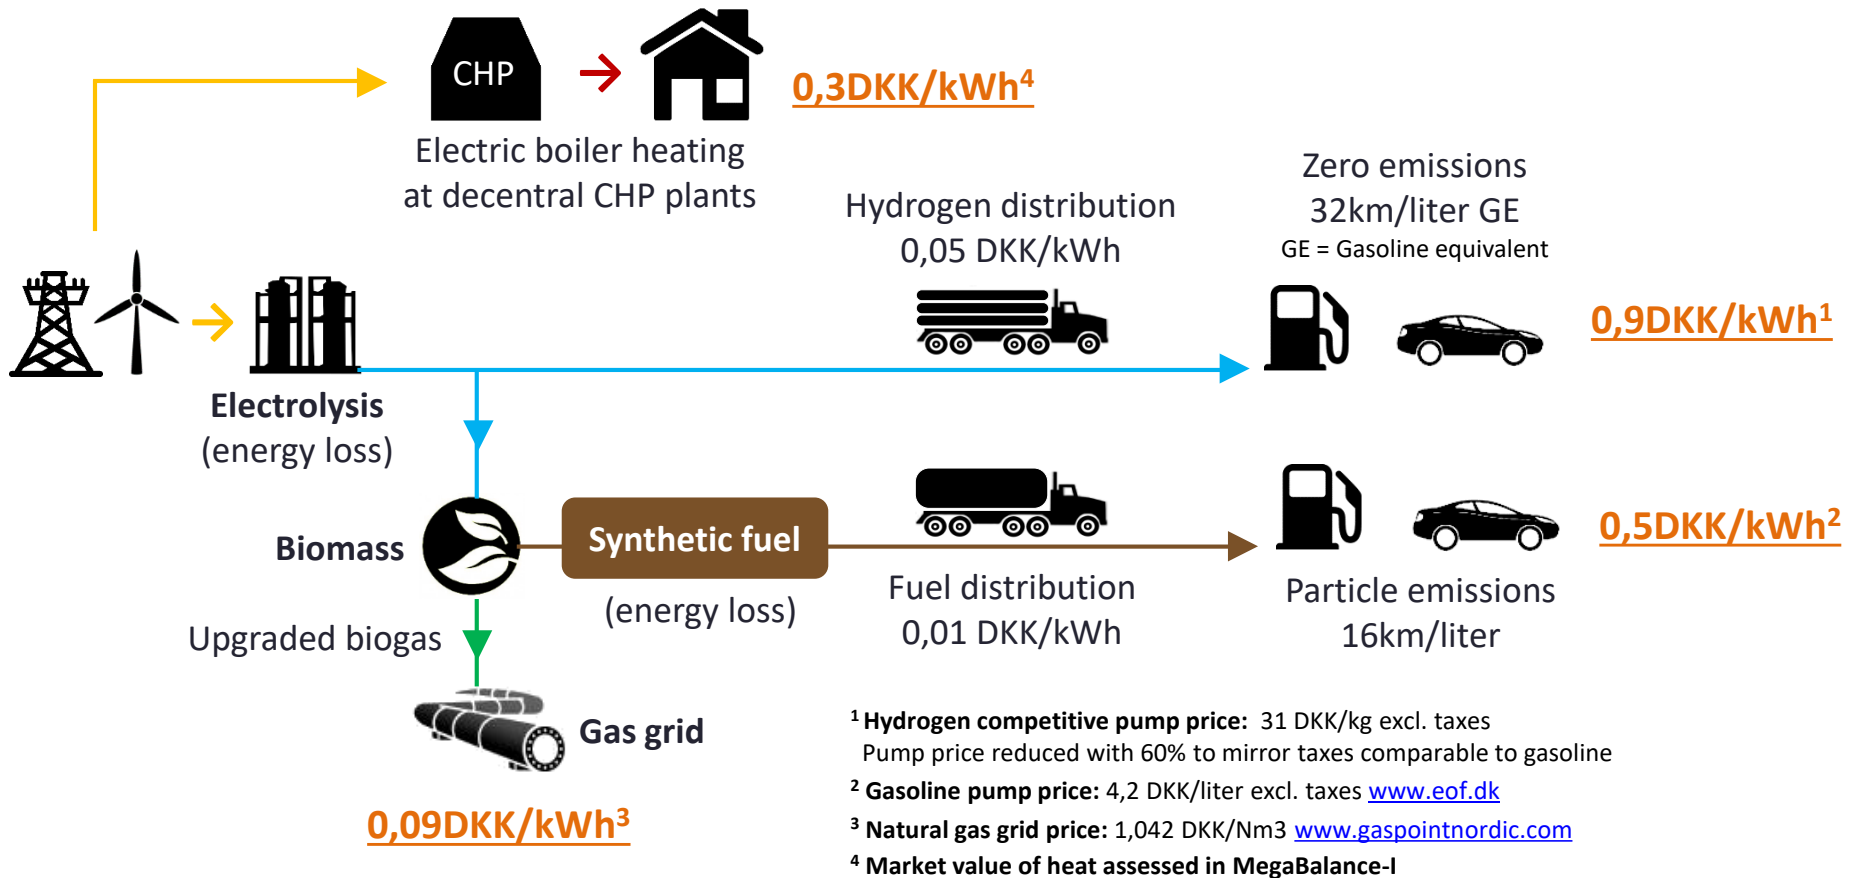 CHP
0,3DKK/kWh⁴
Electric boiler heating
at decentral CHP plants
Zero emissions
32km/liter GE
GE = Gasoline equivalent
Hydrogen distribution
0,05 DKK/kWh
0,9DKK/kWh¹
Electrolysis
(energy loss)
Biomass
Synthetic fuel
(energy loss)
0,5DKK/kWh²
Fuel distribution
0,01 DKK/kWh
Particle emissions
16km/liter
Upgraded biogas
Gas grid
0,09DKK/kWh³
¹ Hydrogen competitive pump price: 31 DKK/kg excl. taxes
Pump price reduced with 60% to mirror taxes comparable to gasoline
² Gasoline pump price: 4,2 DKK/liter excl. taxes www.eof.dk
³ Natural gas grid price: 1,042 DKK/Nm3 www.gaspointnordic.com
⁴ Market value of heat assessed in MegaBalance-I